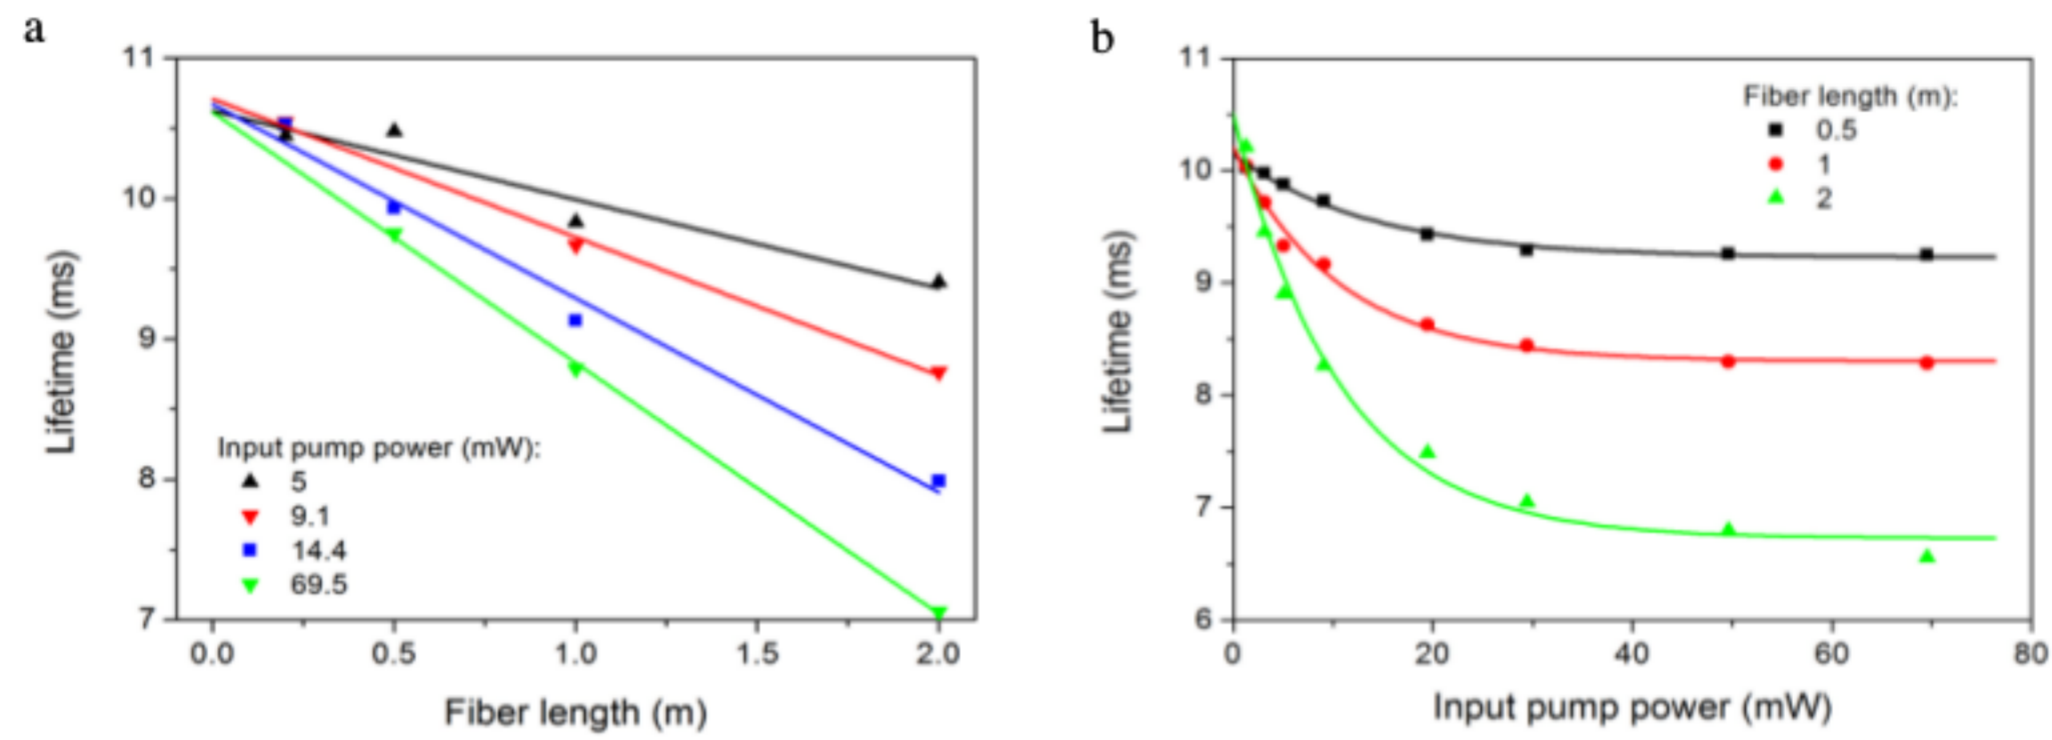 a
11
10
9
8
7
Lifetime (ms)
Input pump power (mW):
5
9.1
14.4
69.5
0.0 0.5 1.0 1.5 2.0
Fiber length (m)
b
11
10
9
8
7
6
Lifetime (ms)
Fiber length (m):
0.5
1
2
0 20 40 60 80
Input pump power (mW)